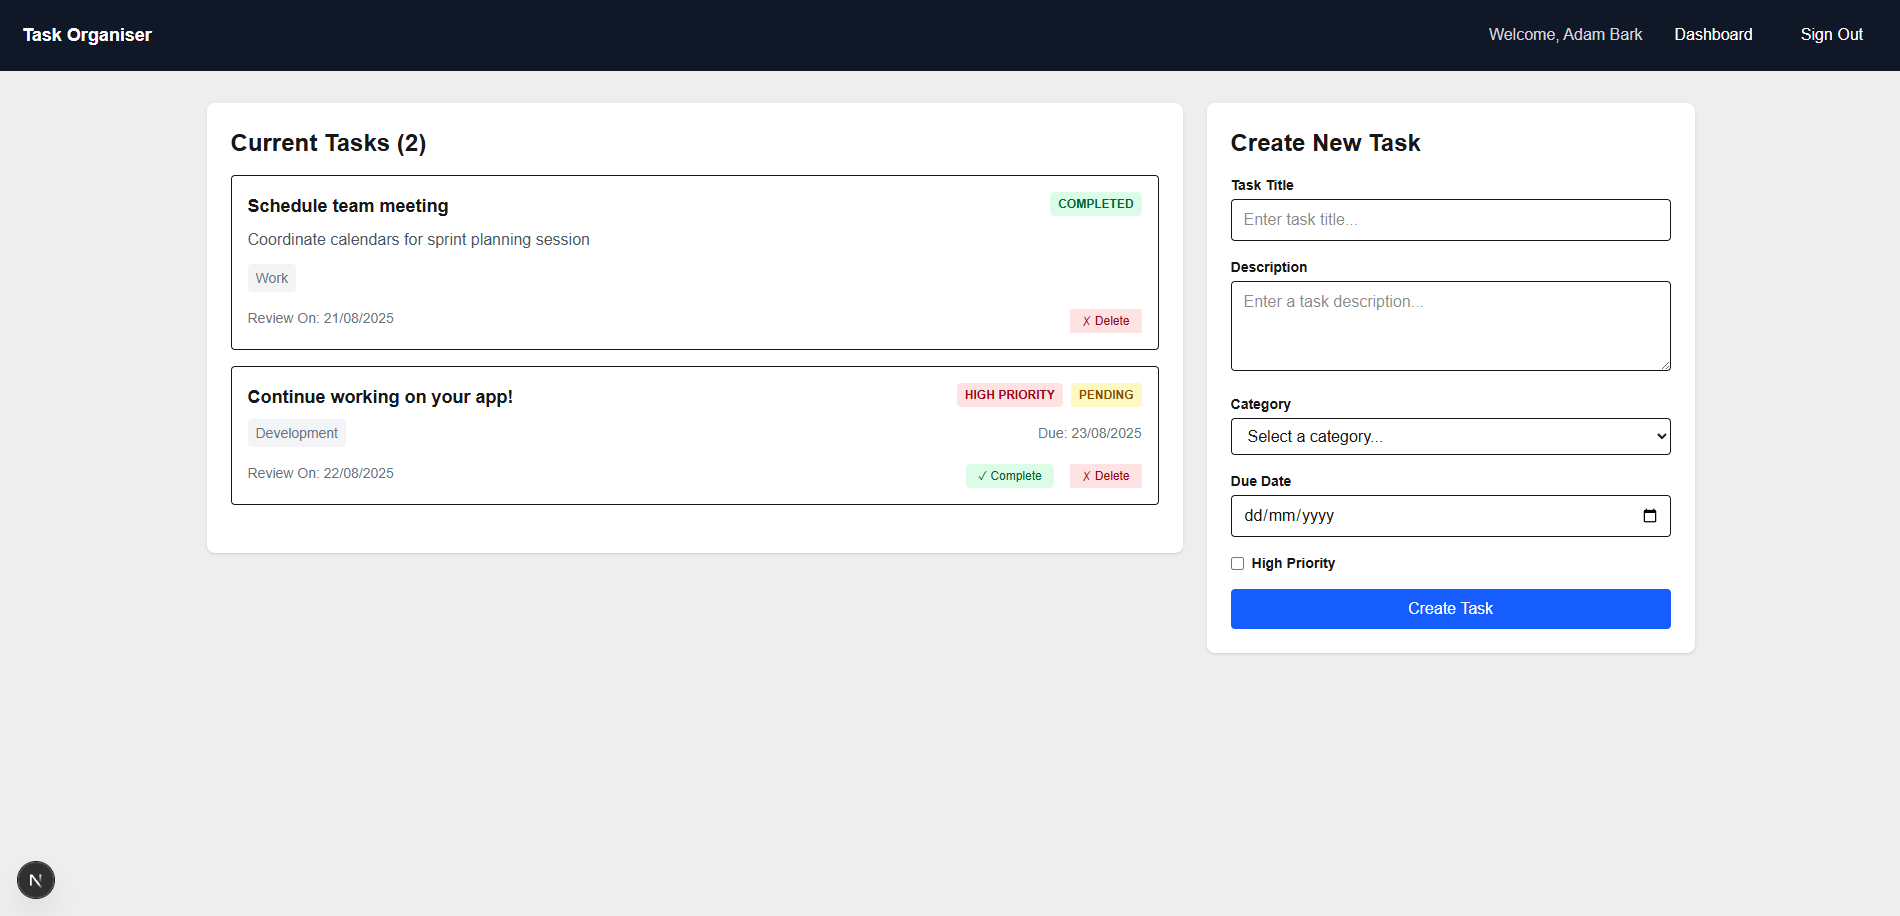 Task Organiser
Welcome, Adam Bark Dashboard Sign Out
Current Tasks (2)
Schedule team meeting COMPLETED
Coordinate calendars for sprint planning session
Work
Review On: 21/08/2025 ✗ Delete
Continue working on your app! HIGH PRIORITY PENDING
Development Due: 23/08/2025
Review On: 22/08/2025 ✓ Complete ✗ Delete
Create New Task
Task Title
Enter task title...
Description
Enter a task description...
Category
Select a category...
Due Date
dd/mm/yyyy
High Priority
Create Task
N